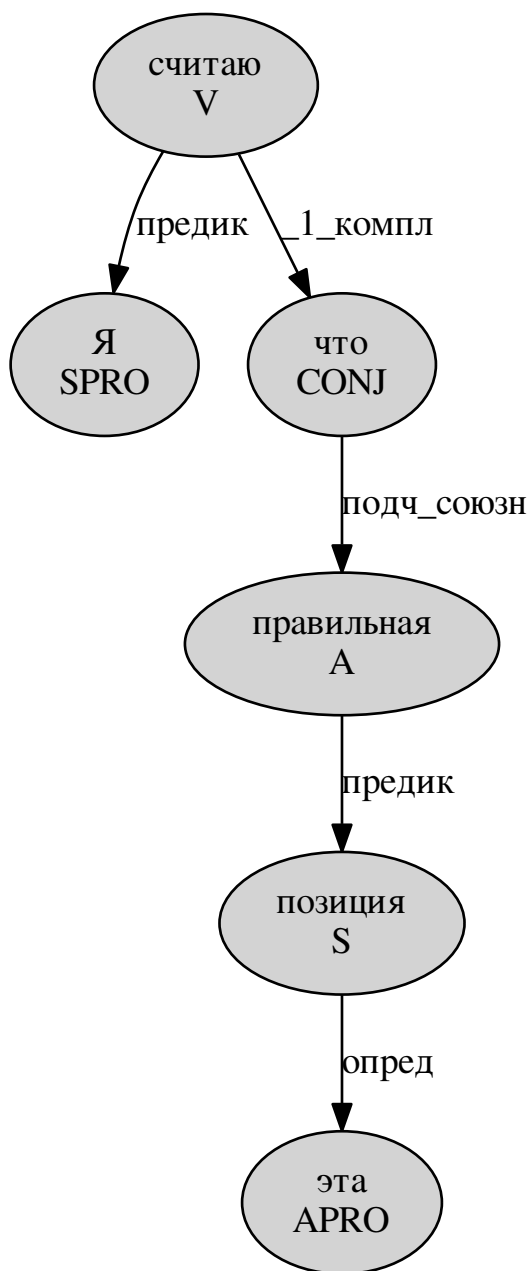 считаю
V
предик
_1_компл
Я
SPRO
что
CONJ
подч_союзн
правильная
A
предик
позиция
S
опред
эта
APRO